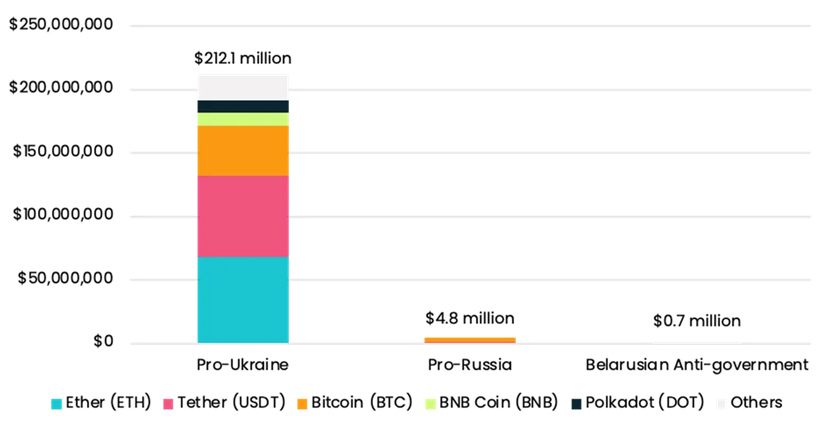 $250,000,000
$212.1 million
$200,000,000
$150,000,000
$100,000,000
$50,000,000
$4.8 million
$0.7 million
$0
Pro-Ukraine
Pro-Russia
Belarusian Anti-government
Ether (ETH)
Tether (USDT)
Bitcoin (BTC)
BNB Coin (BNB)
Polkadot (DOT)
Others